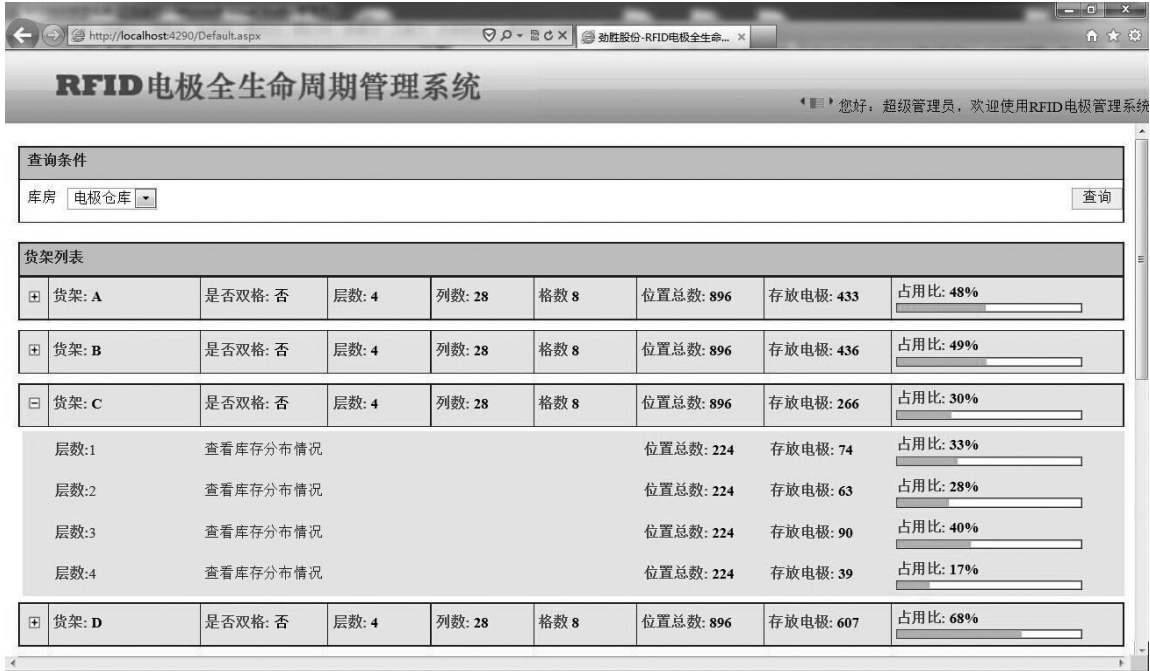 http://localhost:4290/Default.aspx
劲胜股份-RFID电极全生命...
RFID电极全生命周期管理系统
您好，超级管理员，欢迎使用RFID电极管理系统
查询条件
库房 电极仓库 查询
货架列表
货架: A 是否双格: 否 层数: 4 列数: 28 格数 8 位置总数: 896 存放电极: 433 占用比: 48%
货架: B 是否双格: 否 层数: 4 列数: 28 格数 8 位置总数: 896 存放电极: 436 占用比: 49%
货架: C 是否双格: 否 层数: 4 列数: 28 格数 8 位置总数: 896 存放电极: 266 占用比: 30%
层数:1 查看库存分布情况 位置总数: 224 存放电极: 74 占用比: 33%
层数:2 查看库存分布情况 位置总数: 224 存放电极: 63 占用比: 28%
层数:3 查看库存分布情况 位置总数: 224 存放电极: 90 占用比: 40%
层数:4 查看库存分布情况 位置总数: 224 存放电极: 39 占用比: 17%
货架: D 是否双格: 否 层数: 4 列数: 28 格数 8 位置总数: 896 存放电极: 607 占用比: 68%